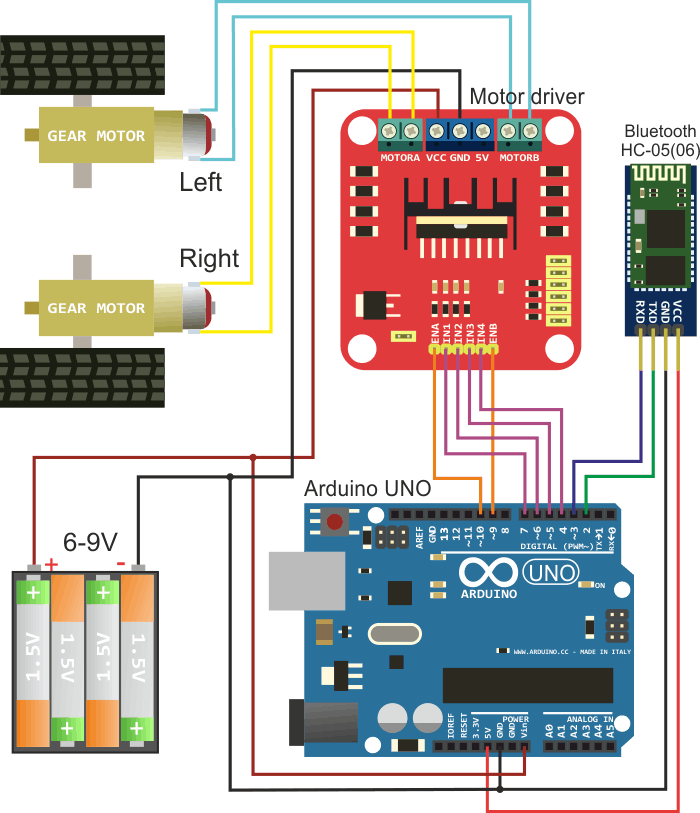 Motor driver
Bluetooth
HC-05(06)
GEAR MOTOR
Left
MOTORA VCC GND 5V MOTORB
Right
GEAR MOTOR
RXD
TXD
GND
VCC
ENA
IN1
IN2
IN3
IN4
ENB
Arduino UNO
6-9V
+
-
+
1.5V
1.5V
+
+
1.5V
1.5V
+
AREF
GND
13
12
~11
~10
~9
8
7
~6
~5
4
~3
2
TX→1
RX←0
DIGITAL (PWM~)
UNO
ARDUINO
ON
WWW.ARDUINO.CC - MADE IN ITALY
POWER
ANALOG IN
IOREF
RESET
3.3V
5V
GND
GND
Vin
A0
A1
A2
A3
A4
A5